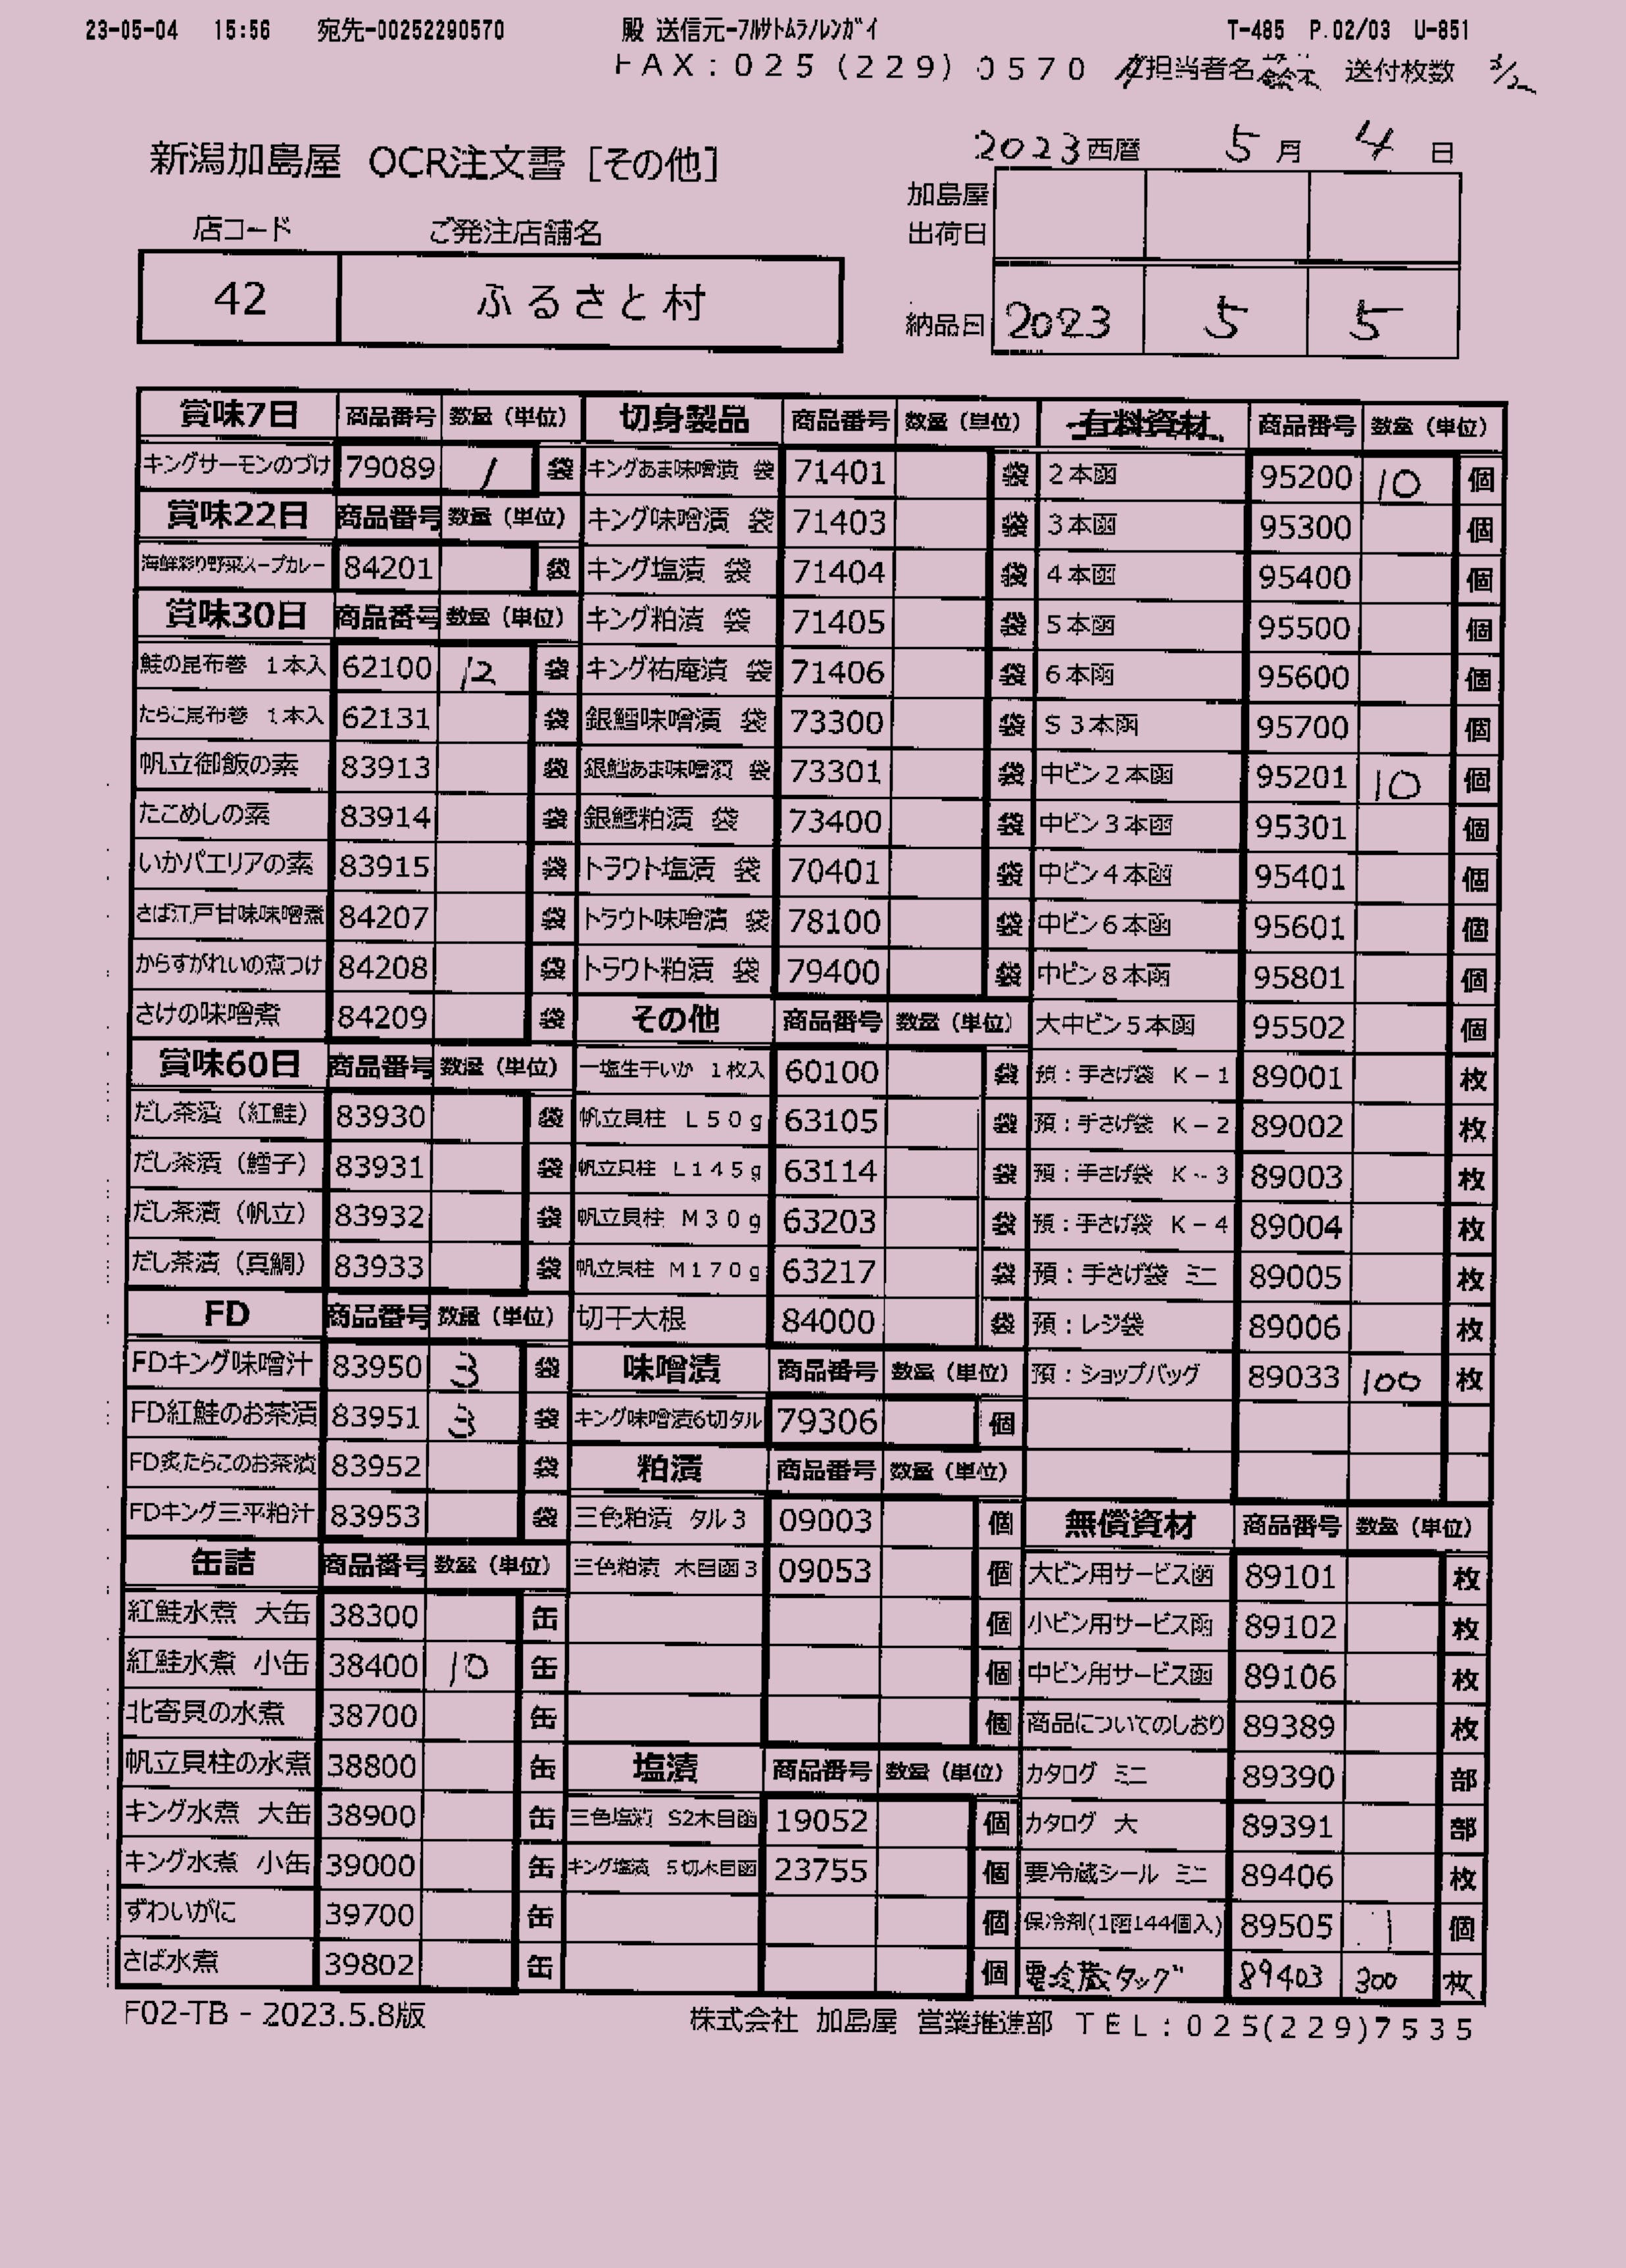 23-05-04 15:56 宛先-00252290570 殿 送信元-フルサトムラノレンガイ T-485 P.02/03 U-851
FAX:025(229)0570 ご担当者名 鈴木 送付枚数
新潟加島屋 OCR注文書 [その他]
2023西暦 5月 4日
店コード ご発注店舗名
加島屋出荷日
42 ふるさと村
納品日 2023 5 5
賞味7日 商品番号 数量（単位） 切身製品 商品番号 数量（単位） 有料資材 商品番号 数量（単位）
キングサーモンのづけ 79089 1 袋 キングあま味噌漬 袋 71401 袋 2本函 95200 10 個
賞味22日 商品番号 数量（単位） キング味噌漬 袋 71403 袋 3本函 95300 個
海鮮彩り野菜スープカレー 84201 袋 キング塩漬 袋 71404 袋 4本函 95400 個
賞味30日 商品番号 数量（単位） キング粕漬 袋 71405 袋 5本函 95500 個
鮭の昆布巻 1本入 62100 12 袋 キング祐庵漬 袋 71406 袋 6本函 95600 個
たらこ昆布巻 1本入 62131 袋 銀鱈味噌漬 袋 73300 袋 S3本函 95700 個
帆立御飯の素 83913 袋 銀鱈あま味噌漬 袋 73301 袋 中ビン2本函 95201 10 個
たこめしの素 83914 袋 銀鱈粕漬 袋 73400 袋 中ビン3本函 95301 個
いかパエリアの素 83915 袋 トラウト塩漬 袋 70401 袋 中ビン4本函 95401 個
さば江戸甘味味噌煮 84207 袋 トラウト味噌漬 袋 78100 袋 中ビン6本函 95601 個
からすがれいの煮つけ 84208 袋 トラウト粕漬 袋 79400 袋 中ビン8本函 95801 個
さけの味噌煮 84209 袋 その他 商品番号 数量（単位） 大中ビン5本函 95502 個
賞味60日 商品番号 数量（単位） 一塩生干いか 1枚入 60100 袋 預：手さげ袋 K-1 89001 枚
だし茶漬（紅鮭） 83930 袋 帆立貝柱 L50g 63105 袋 預：手さげ袋 K-2 89002 枚
だし茶漬（鱈子） 83931 袋 帆立貝柱 L145g 63114 袋 預：手さげ袋 K-3 89003 枚
だし茶漬（帆立） 83932 袋 帆立貝柱 M30g 63203 袋 預：手さげ袋 K-4 89004 枚
だし茶漬（真鯛） 83933 袋 帆立貝柱 M170g 63217 袋 預：手さげ袋 ミニ 89005 枚
FD 商品番号 数量（単位） 切干大根 84000 袋 預：レジ袋 89006 枚
FDキング味噌汁 83950 3 袋 味噌漬 商品番号 数量（単位） 預：ショップバッグ 89033 100 枚
FD紅鮭のお茶漬 83951 3 袋 キング味噌漬6切タル 79306 個
FD炙たらこのお茶漬 83952 袋 粕漬 商品番号 数量（単位）
FDキング三平粕汁 83953 袋 三色粕漬 タル3 09003 個 無償資材 商品番号 数量（単位）
缶詰 商品番号 数量（単位） 三色粕漬 木目函3 09053 個 大ビン用サービス函 89101 枚
紅鮭水煮 大缶 38300 缶 個 小ビン用サービス函 89102 枚
紅鮭水煮 小缶 38400 10 缶 個 中ビン用サービス函 89106 枚
北寄貝の水煮 38700 缶 個 商品についてのしおり 89389 枚
帆立貝柱の水煮 38800 缶 塩漬 商品番号 数量（単位） カタログ ミニ 89390 部
キング水煮 大缶 38900 缶 三色塩漬 S2木目函 19052 個 カタログ 大 89391 部
キング水煮 小缶 39000 缶 キング塩漬 5切木目函 23755 個 要冷蔵シール ミニ 89406 枚
ずわいがに 39700 缶 個 保冷剤(1函144個入) 89505 1 個
さば水煮 39802 缶 個 要冷蔵タッグ 89403 300 枚
F02-TB - 2023.5.8版 株式会社 加島屋 営業推進部 TEL:025(229)7535